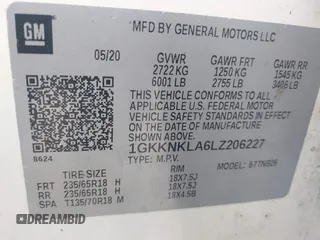 GM
MFD BY GENERAL MOTORS LLC
05/20 GVWR GAWR FRT GAWR RR
2722 KG 1250 KG 1545 KG
6001 LB 2755 LB 3406 LB
THIS VEHICLE CONFORMS TO ALL APPLICABLE
U.S. FEDERAL MOTOR VEHICLE SAFETY
STANDARDS IN EFFECT ON THE DATE OF
MANUFACTURE SHOWN ABOVE.
1GKKNKLA6LZ206227
TYPE: M.P.V. MODEL:
8624
TIRE SIZE RIM
FRT 235/65R18 H 18X7.5J
RR 235/65R18 H 18X7.5J
SPA T135/70R18 M 18X4.5B
DREAMBID